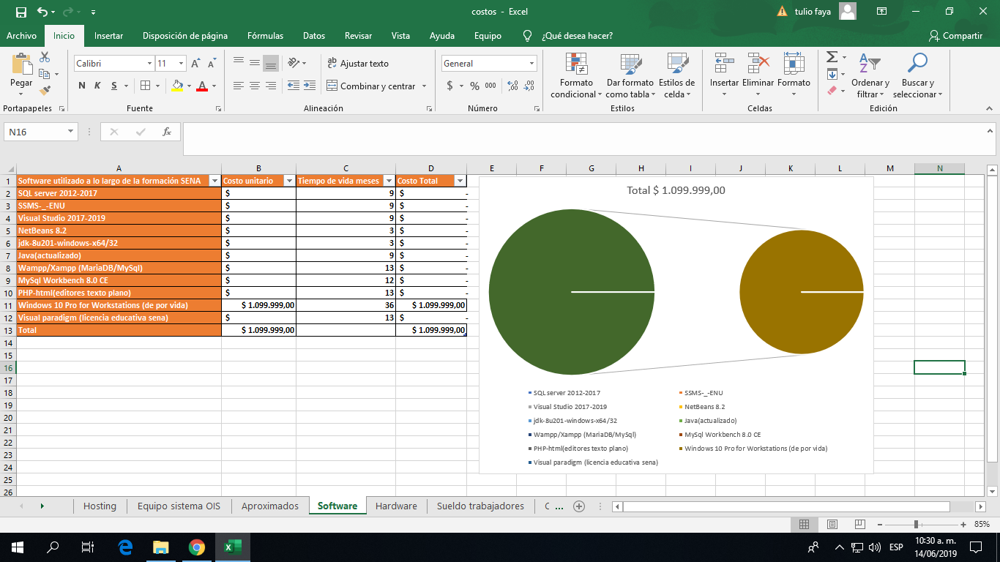 costos - Excel
tulio faya
Archivo Inicio Insertar Disposición de página Fórmulas Datos Revisar Vista Ayuda Equipo ¿Qué desea hacer? Compartir
Pegar
Calibri 11
N K S A
Ajustar texto
Combinar y centrar
General
$ % 000
Formato condicional
Dar formato como tabla
Estilos de celda
Insertar Eliminar Formato
Ordenar y filtrar
Buscar y seleccionar
Portapapeles Fuente Alineación Número Estilos Celdas Edición
N16 fx
A B C D E F G H I J K L M N
1 Software utilizado a lo largo de la formación SENA Costo unitario Tiempo de vida meses Costo Total
2 SQL server 2012-2017 $ 9 $ -
3 SSMS-_-ENU $ 9 $ -
4 Visual Studio 2017-2019 $ 9 $ -
5 NetBeans 8.2 $ 3 $ -
6 jdk-8u201-windows-x64/32 $ 3 $ -
7 Java(actualizado) $ 9 $ -
8 Wampp/Xampp (MariaDB/MySql) $ 13 $ -
9 MySql Workbench 8.0 CE $ 12 $ -
10 PHP-html(editores texto plano) $ 13 $ -
11 Windows 10 Pro for Workstations (de por vida) $ 1.099.999,00 36 $ 1.099.999,00
12 Visual paradigm (licencia educativa sena) $ 13 $ -
13 Total $ 1.099.999,00 $ 1.099.999,00
14
15
16
17
18
19
20
21
22
23
24
25
26
Total $ 1.099.999,00
SQL server 2012-2017 SSMS-_-ENU
Visual Studio 2017-2019 NetBeans 8.2
jdk-8u201-windows-x64/32 Java(actualizado)
Wampp/Xampp (MariaDB/MySql) MySql Workbench 8.0 CE
PHP-html(editores texto plano) Windows 10 Pro for Workstations (de por vida)
Visual paradigm (licencia educativa sena)
Hosting Equipo sistema OIS Aproximados Software Hardware Sueldo trabajadores C ...
85%
ESP
10:30 a. m.
14/06/2019